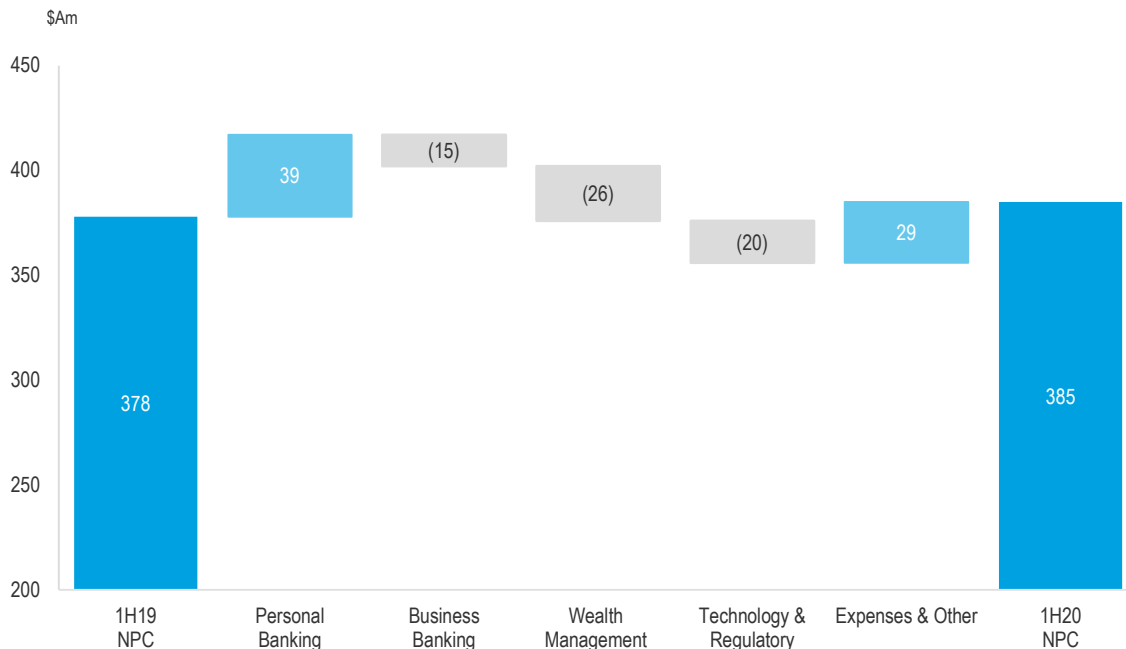 $Am
450
400
350
300
250
200
378
39
(15)
(26)
(20)
29
385
1H19
NPC
Personal
Banking
Business
Banking
Wealth
Management
Technology &
Regulatory
Expenses & Other
1H20
NPC